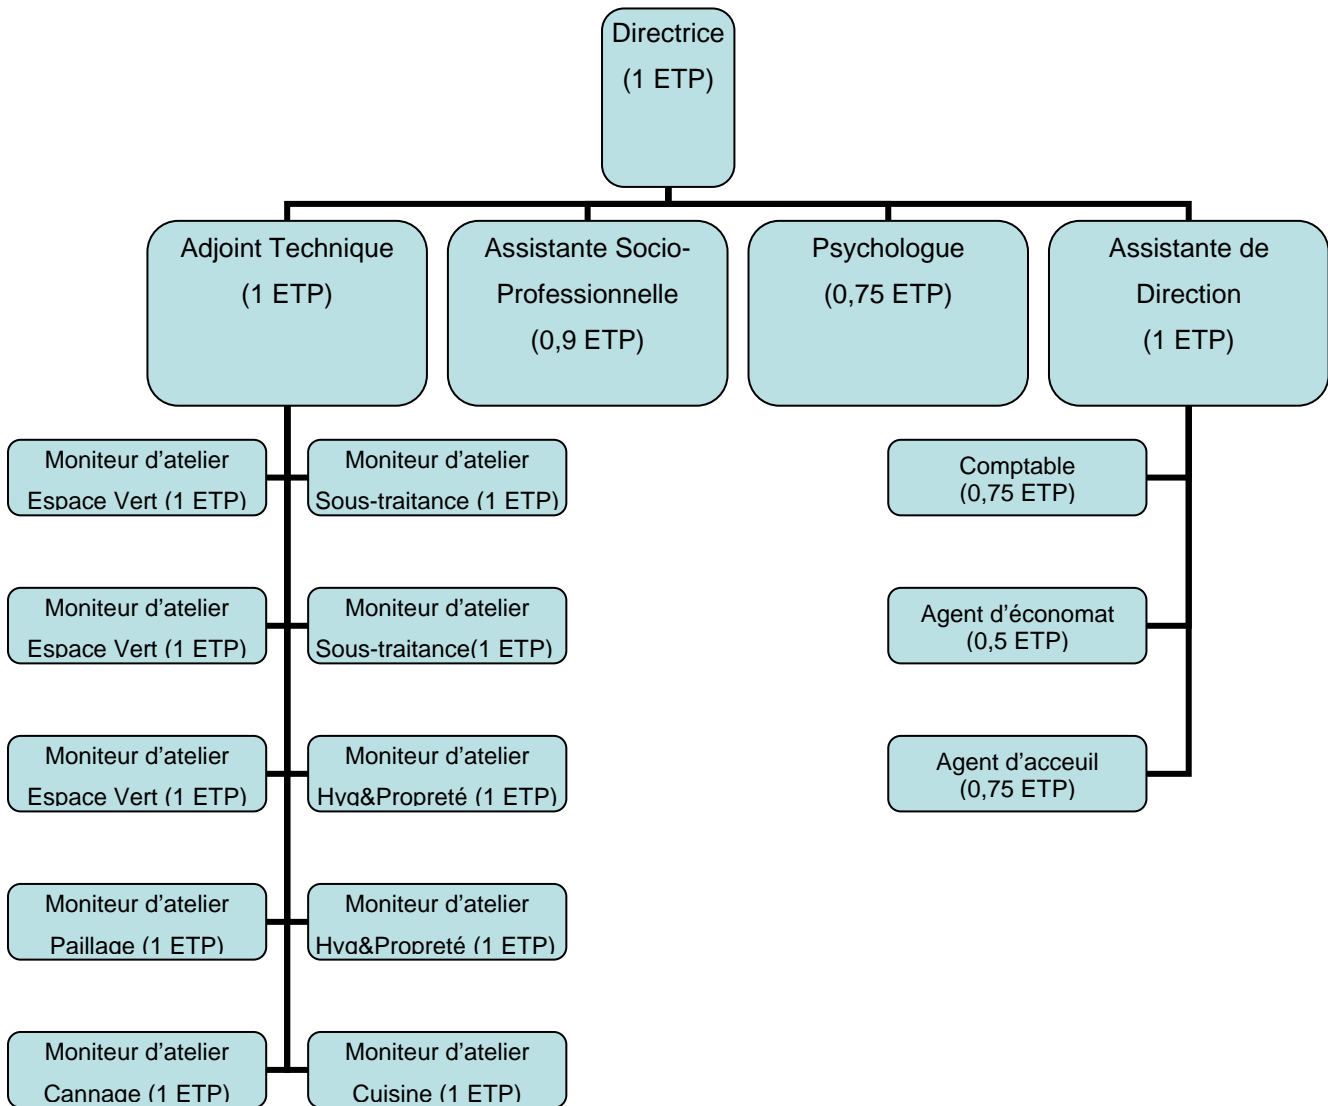 Directrice
(1 ETP)
Adjoint Technique
(1 ETP)
Assistante Socio-
Professionnelle
(0,9 ETP)
Psychologue
(0,75 ETP)
Assistante de
Direction
(1 ETP)
Moniteur d’atelier
Espace Vert (1 ETP)
Moniteur d’atelier
Sous-traitance (1 ETP)
Comptable
(0,75 ETP)
Moniteur d’atelier
Espace Vert (1 ETP)
Moniteur d’atelier
Sous-traitance(1 ETP)
Agent d’économat
(0,5 ETP)
Moniteur d’atelier
Espace Vert (1 ETP)
Moniteur d’atelier
Hyg&Propreté (1 ETP)
Agent d’acceuil
(0,75 ETP)
Moniteur d’atelier
Paillage (1 ETP)
Moniteur d’atelier
Hyg&Propreté (1 ETP)
Moniteur d’atelier
Cannage (1 ETP)
Moniteur d’atelier
Cuisine (1 ETP)